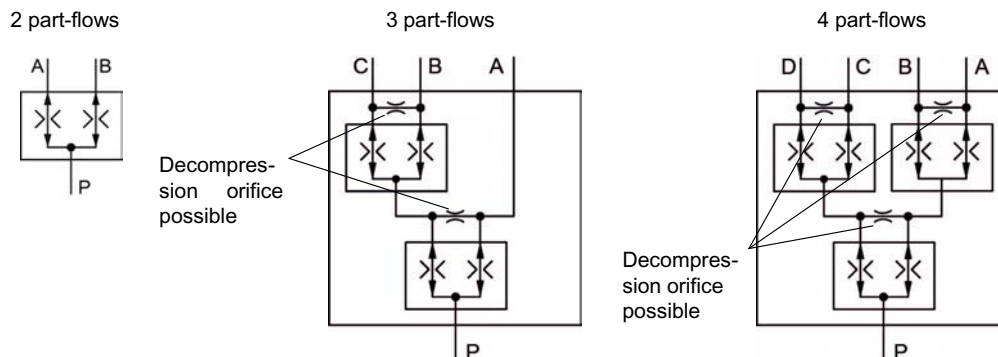 2 part-flows
3 part-flows
4 part-flows
A B
P
C B A
Decompres-
sion orifice
possible
P
D C B A
Decompres-
sion orifice
possible
P